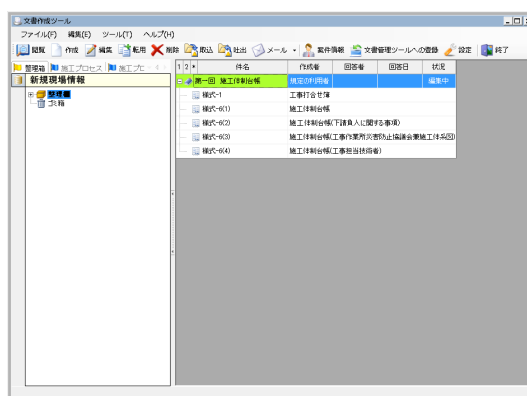 文書作成ツール
ファイル(F) 編集(E) ツール(T) ヘルプ(H)
閲覧 作成 編集 転用 削除 取込 吐出 メール 案件情報 文書管理ツールへの登録 設定 終了
整理箱 施工プロセス 施工プロ
新規現場情報
整理棚
ゴミ箱
1 2 * 件名 作成者 回答者 回答日 状況
第一回 施工体制台帳 規定の利用者 編集中
様式-1 工事打合せ簿
様式-6(1) 施工体制台帳
様式-6(2) 施工体制台帳(下請負人に関する事項)
様式-6(3) 施工体制台帳(工事作業所災害防止協議会兼施工体系図)
様式-6(4) 施工体制台帳(工事担当技術者)